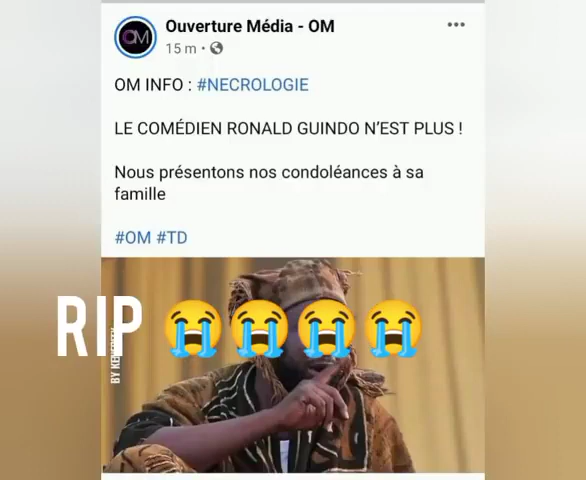 Ouverture Média - OM
15 m
OM INFO : #NECROLOGIE
LE COMÉDIEN RONALD GUINDO N'EST PLUS !
Nous présentons nos condoléances à sa
famille
#OM #TD
RIP 😭😭😭😭
BY